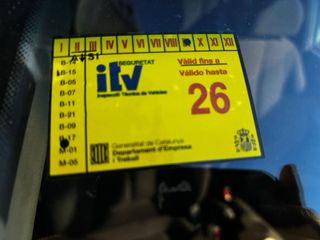 I II III IV V VI VII VIII X XI XII
SEGURETAT
itv
Inspecció Tècnica de Vehicles
Vàlid fins a
Válido hasta
26
B-15
B-05
B-07
B-11
B-21
B-09
B-17
M-01
M-05
Generalitat de Catalunya
Departament d'Empresa
i Treball